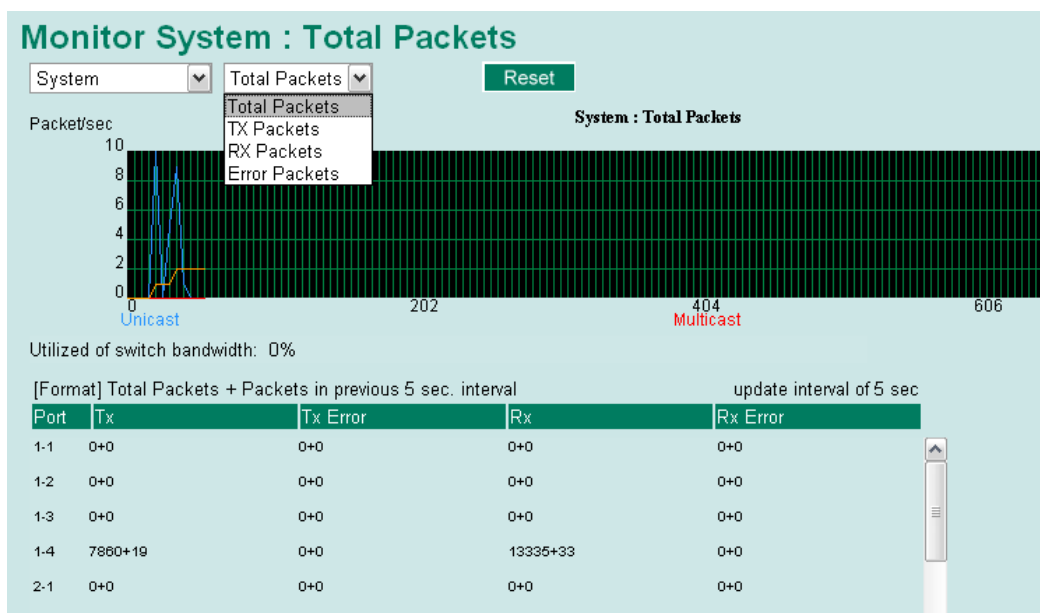 Monitor System : Total Packets
System Total Packets Reset
Total Packets
TX Packets
RX Packets
Error Packets
System : Total Packets
Packet/sec
10
8
6
4
2
0
0 202 404 606
Unicast Multicast
Utilized of switch bandwidth: 0%
[Format] Total Packets + Packets in previous 5 sec. interval update interval of 5 sec
Port Tx Tx Error Rx Rx Error
1-1 0+0 0+0 0+0 0+0
1-2 0+0 0+0 0+0 0+0
1-3 0+0 0+0 0+0 0+0
1-4 7860+19 0+0 13335+33 0+0
2-1 0+0 0+0 0+0 0+0